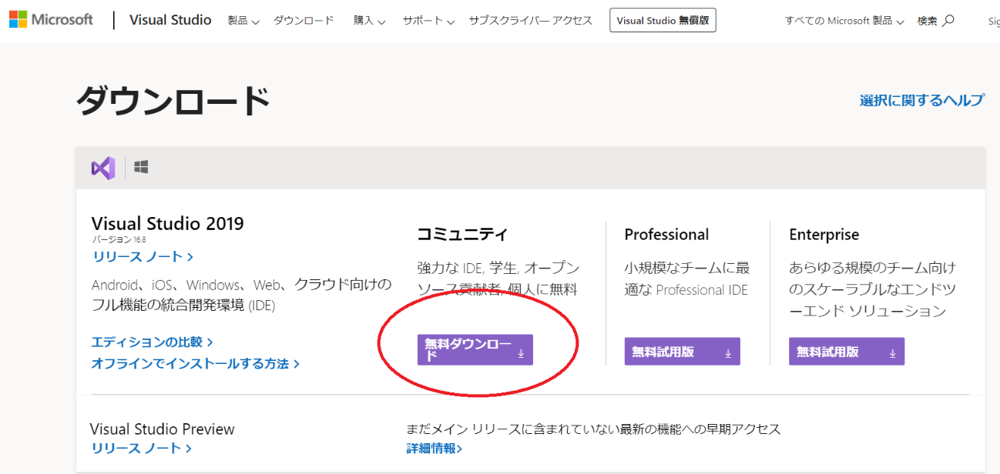 Microsoft Visual Studio 製品 ダウンロード 購入 サポート サブスクライバー アクセス Visual Studio 無償版 すべての Microsoft 製品 検索
ダウンロード
選択に関するヘルプ
Visual Studio 2019
バージョン 16.8
リリース ノート
Android、iOS、Windows、Web、クラウド向けの
フル機能の統合開発環境 (IDE)
エディションの比較
オフラインでインストールする方法
コミュニティ
強力な IDE, 学生, オープン
ソース貢献者, 個人に無料
無料ダウンロー
ド
Professional
小規模なチームに最
適な Professional IDE
無料試用版
Enterprise
あらゆる規模のチーム向け
のスケーラブルなエンドツ
ーエンド ソリューション
無料試用版
Visual Studio Preview
リリース ノート
まだメイン リリースに含まれていない最新の機能への早期アクセス
詳細情報